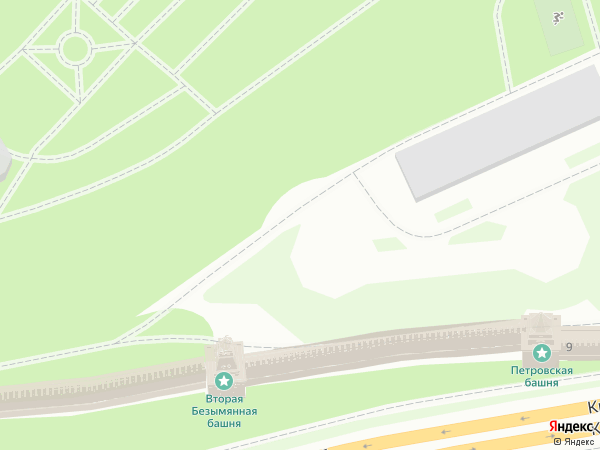 9
Петровская
башня
Вторая
Безымянная
башня
Яндекс
© Яндекс